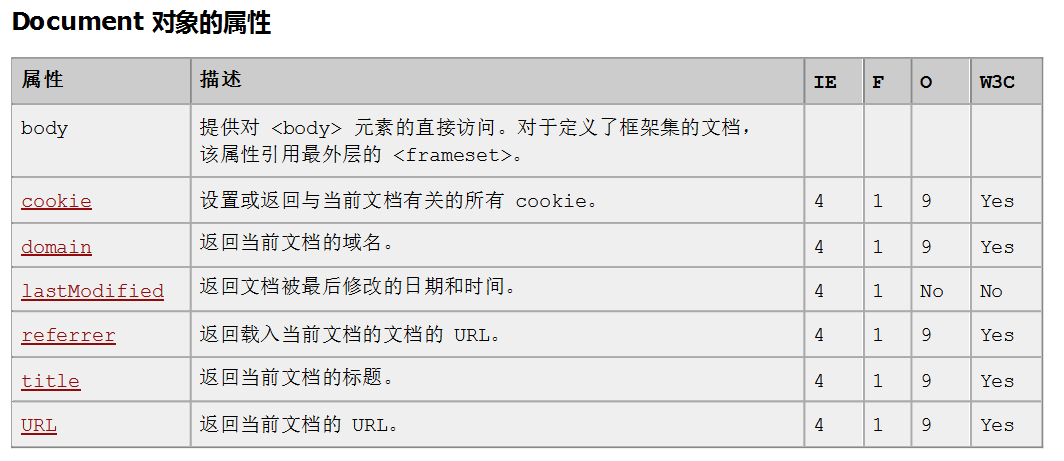 Document 对象的属性
属性 描述 IE F O W3C
body 提供对 <body> 元素的直接访问。对于定义了框架集的文档，
该属性引用最外层的 <frameset>。
cookie 设置或返回与当前文档有关的所有 cookie。 4 1 9 Yes
domain 返回当前文档的域名。 4 1 9 Yes
lastModified 返回文档被最后修改的日期和时间。 4 1 No No
referrer 返回载入当前文档的文档的 URL。 4 1 9 Yes
title 返回当前文档的标题。 4 1 9 Yes
URL 返回当前文档的 URL。 4 1 9 Yes